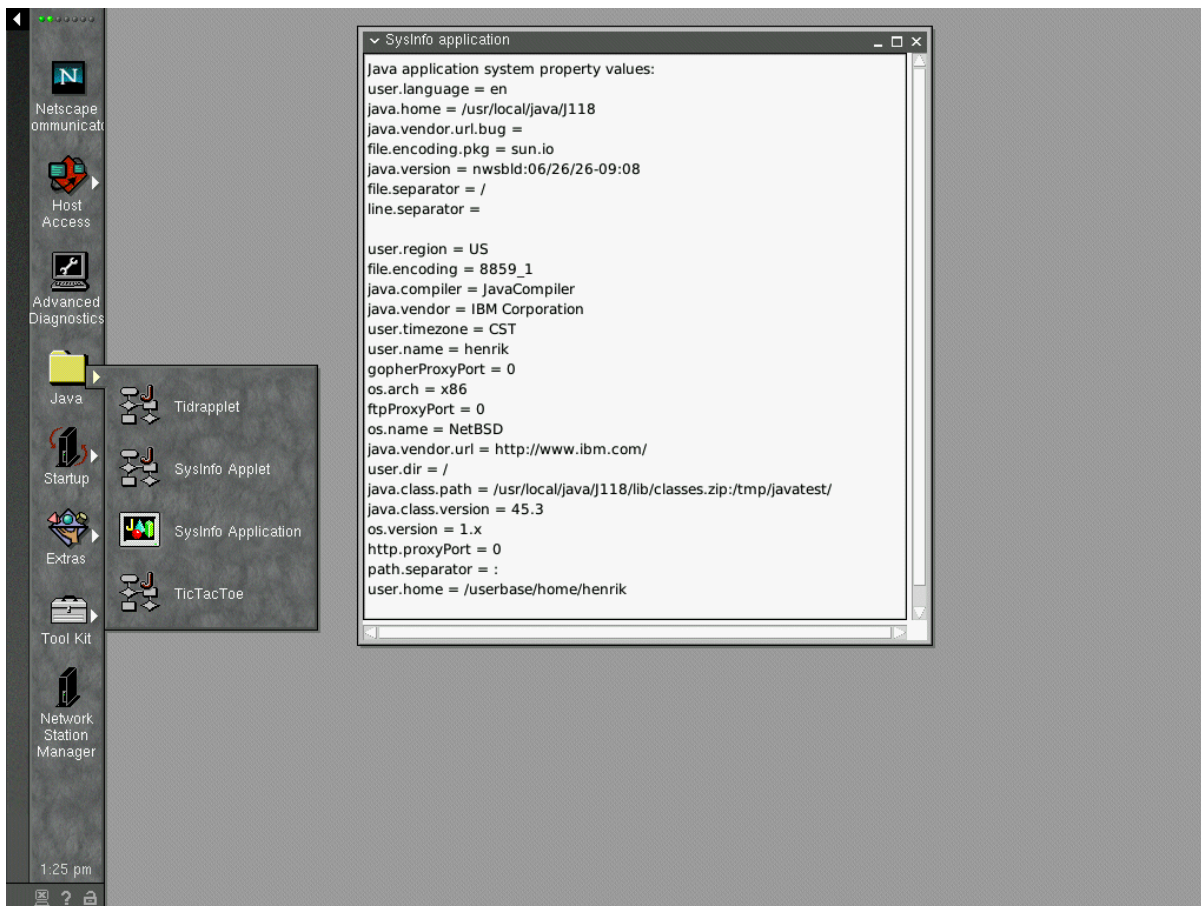 N
Netscape
ommunicato
Host
Access
Advanced
Diagnostics
Java
Startup
Extras
Tool Kit
Network
Station
Manager
1:25 pm
?
Tidrapplet
SysInfo Applet
SysInfo Application
TicTacToe
SysInfo application
Java application system property values:
user.language = en
java.home = /usr/local/java/J118
java.vendor.url.bug =
file.encoding.pkg = sun.io
java.version = nwsbld:06/26/26-09:08
file.separator = /
line.separator =
user.region = US
file.encoding = 8859_1
java.compiler = JavaCompiler
java.vendor = IBM Corporation
user.timezone = CST
user.name = henrik
gopherProxyPort = 0
os.arch = x86
ftpProxyPort = 0
os.name = NetBSD
java.vendor.url = http://www.ibm.com/
user.dir = /
java.class.path = /usr/local/java/J118/lib/classes.zip:/tmp/javatest/
java.class.version = 45.3
os.version = 1.x
http.proxyPort = 0
path.separator = :
user.home = /userbase/home/henrik